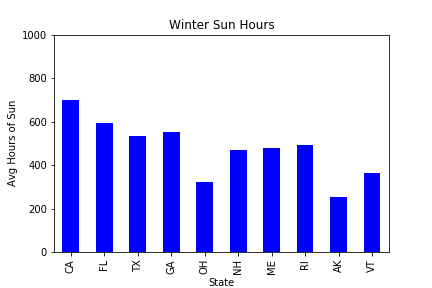 Winter Sun Hours
Avg Hours of Sun
1000
800
600
400
200
0
CA
FL
TX
GA
OH
NH
ME
RI
AK
VT
State